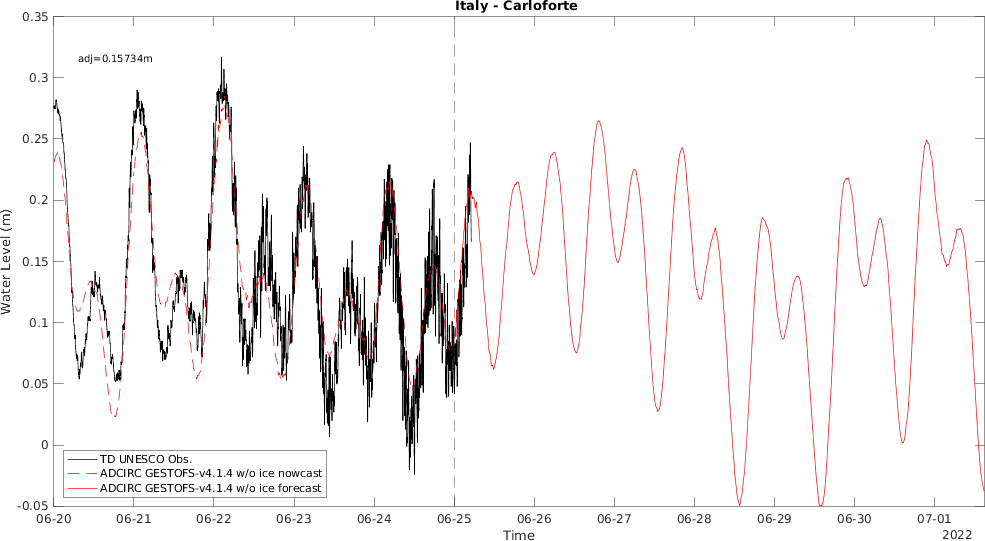 Italy - Carloforte
0.35
adj=0.15734m
0.3
0.25
0.2
0.15
0.1
0.05
0
-0.05
Water Level (m)
TD UNESCO Obs.
ADCIRC GESTOFS-v4.1.4 w/o ice nowcast
ADCIRC GESTOFS-v4.1.4 w/o ice forecast
06-20 06-21 06-22 06-23 06-24 06-25 06-26 06-27 06-28 06-29 06-30 07-01
Time
2022